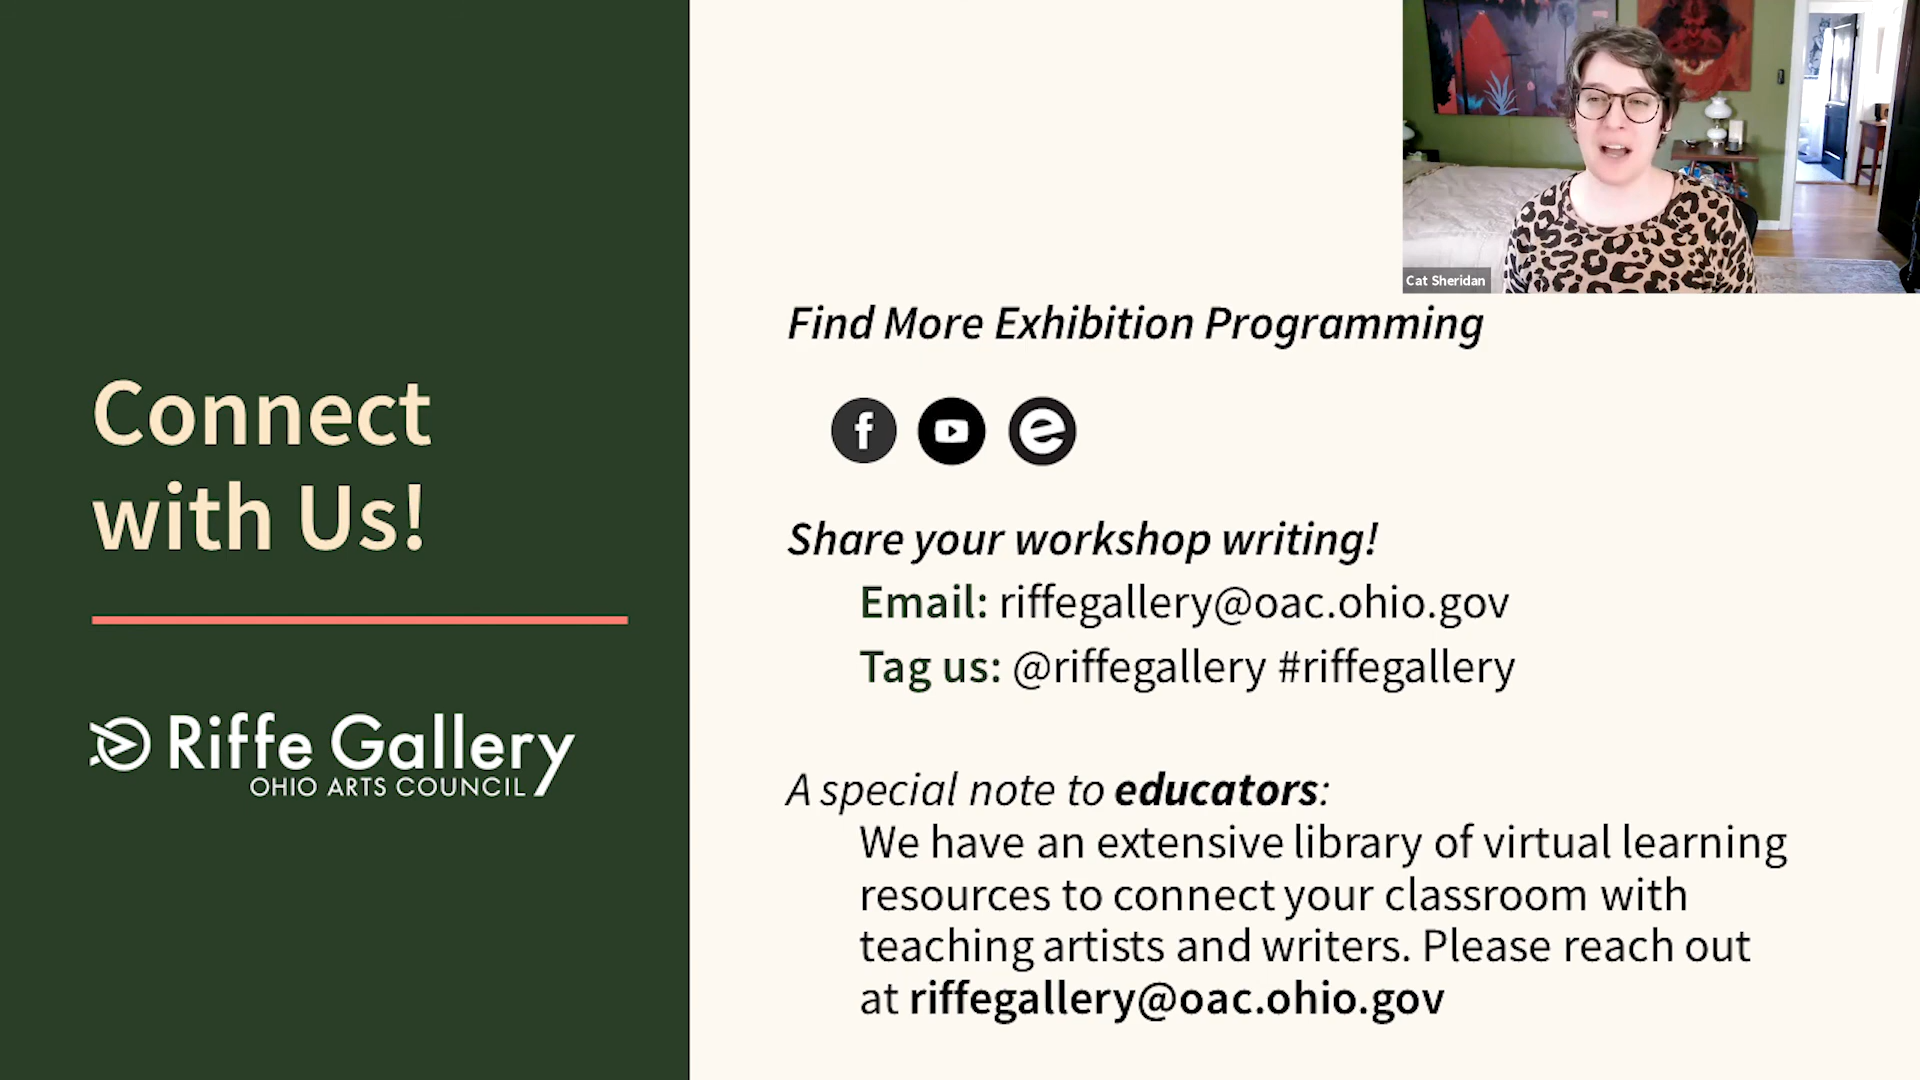 Connect
with Us!
Riffe Gallery
OHIO ARTS COUNCIL
Cat Sheridan
Find More Exhibition Programming
Share your workshop writing!
Email: riffegallery@oac.ohio.gov
Tag us: @riffegallery #riffegallery
A special note to educators:
We have an extensive library of virtual learning
resources to connect your classroom with
teaching artists and writers. Please reach out
at riffegallery@oac.ohio.gov